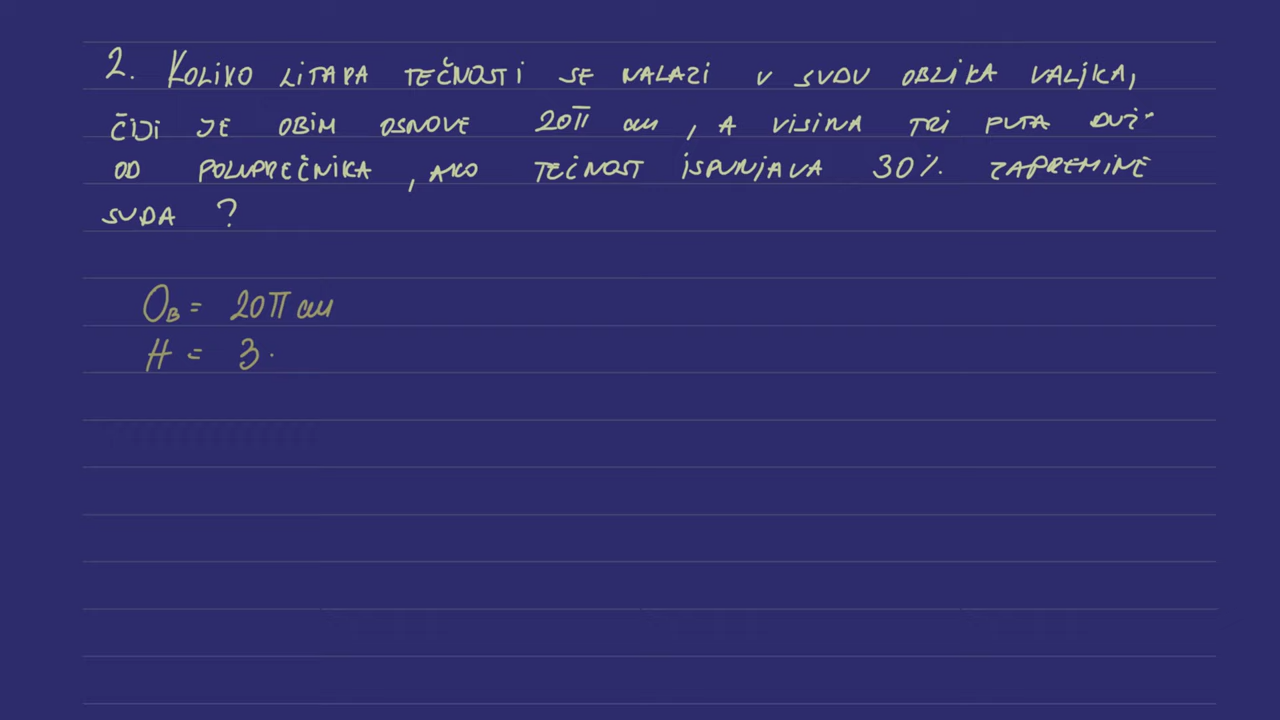 2. KOLIKO LITARA TEČNOSTI SE NALAZI V SUDU OBLIKA VALJKA,
ČIJI JE OBIM OSNOVE 20π cm, A VISINA TRI PUTA DUŽ
OD POLUPREČNIKA, AKO TEČNOST ISPUNJAVA 30% ZAPREMINE
SUDA ?
O_B = 20π cm
H = 3 ·